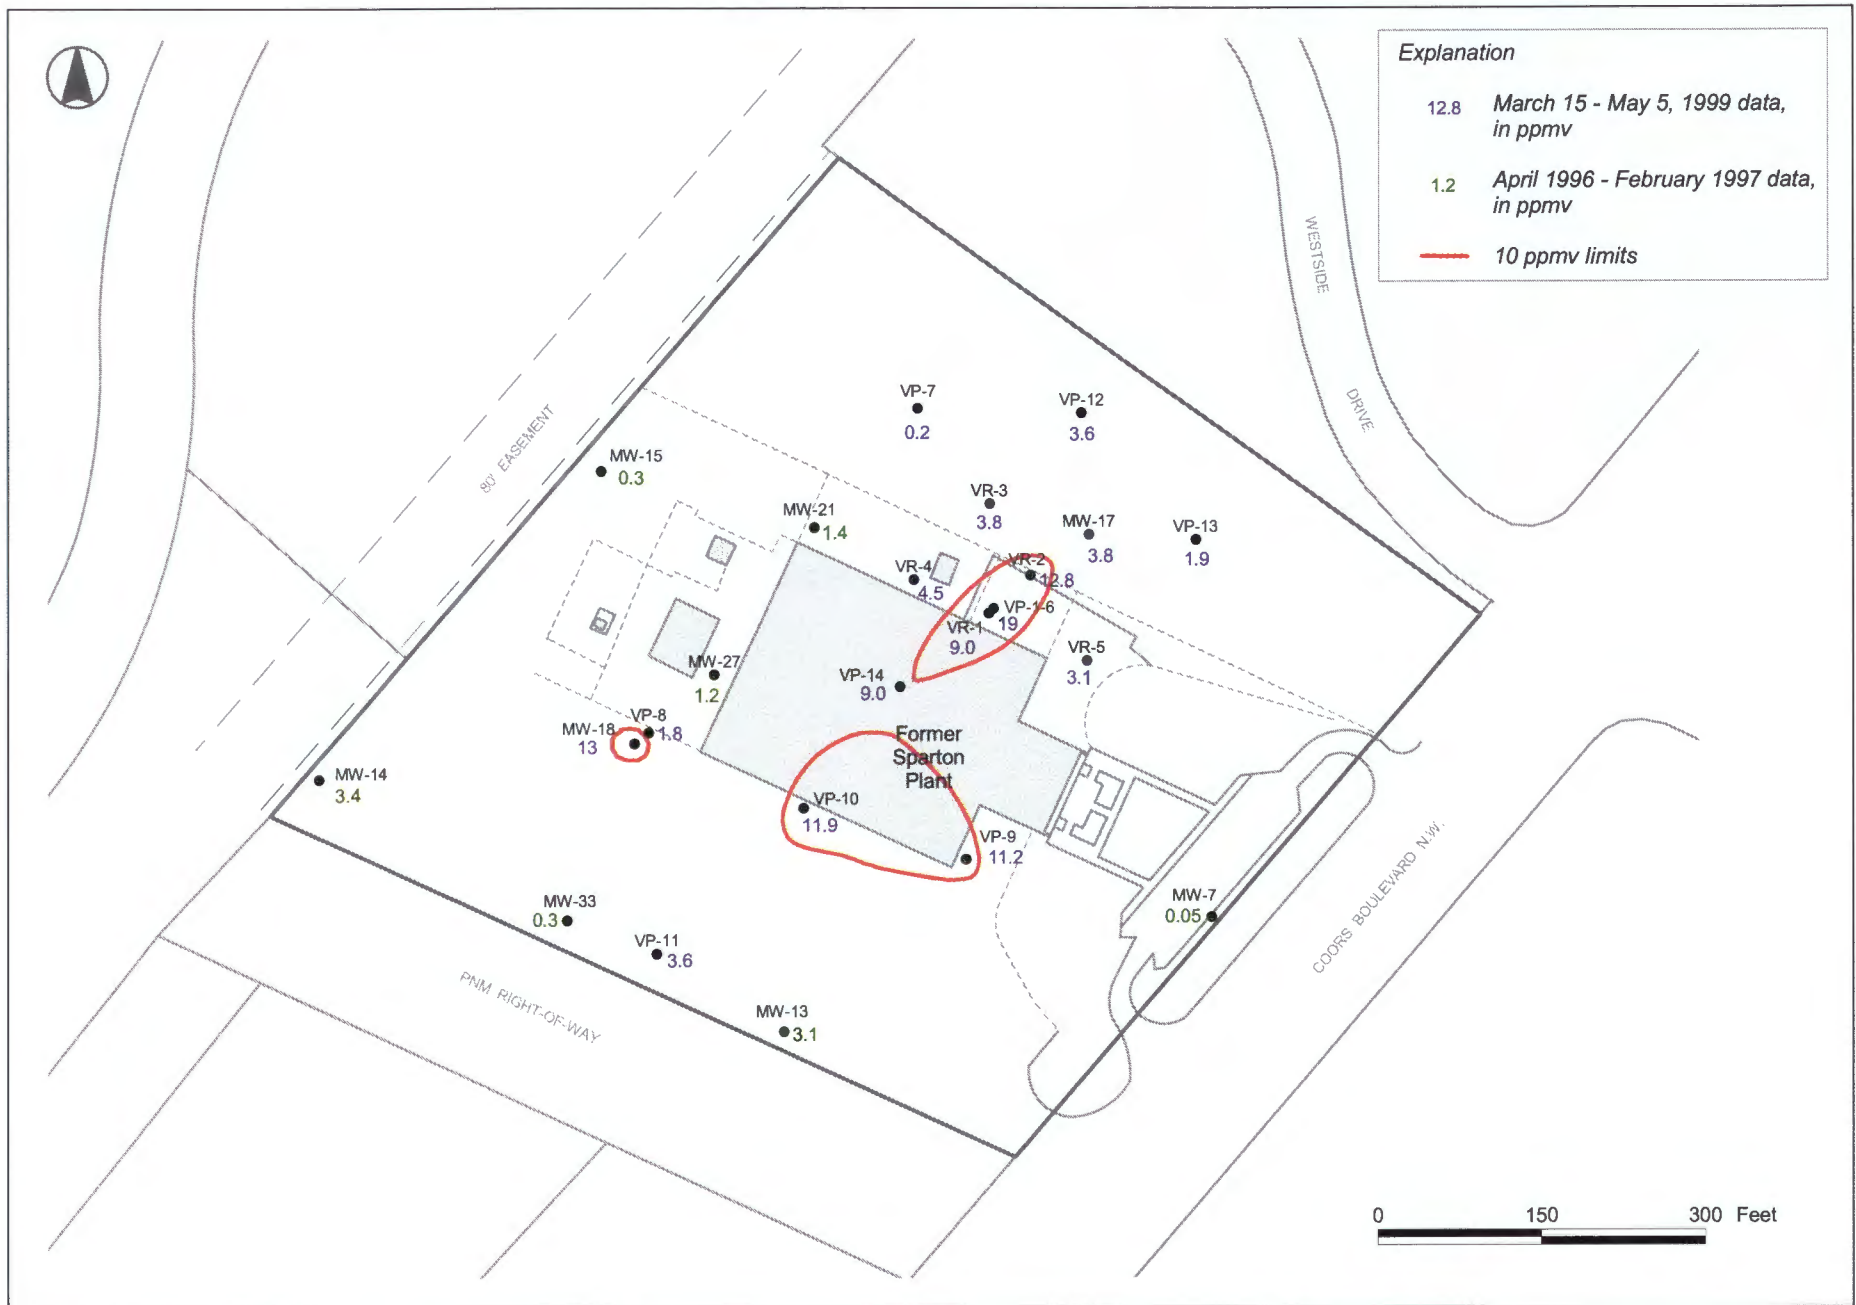 Explanation
12.8 March 15 - May 5, 1999 data,
in ppmv
1.2 April 1996 - February 1997 data,
in ppmv
10 ppmv limits
WESTSIDE
DRIVE
80' EASEMENT
VP-7
0.2
VP-12
3.6
MW-15
0.3
VR-3
3.8
MW-21
1.4
MW-17
3.8
VP-13
1.9
VR-4
4.5
VR-2
12.8
VP-1-6
19
VR-1
9.0
VR-5
3.1
MW-27
1.2
VP-14
9.0
VP-8
1.8
MW-18
13
Former
Sparton
Plant
MW-14
3.4
VP-10
11.9
VP-9
11.2
MW-7
0.05
COORS BOULEVARD N.W.
MW-33
0.3
VP-11
3.6
PNM RIGHT-OF-WAY
MW-13
3.1
0 150 300 Feet